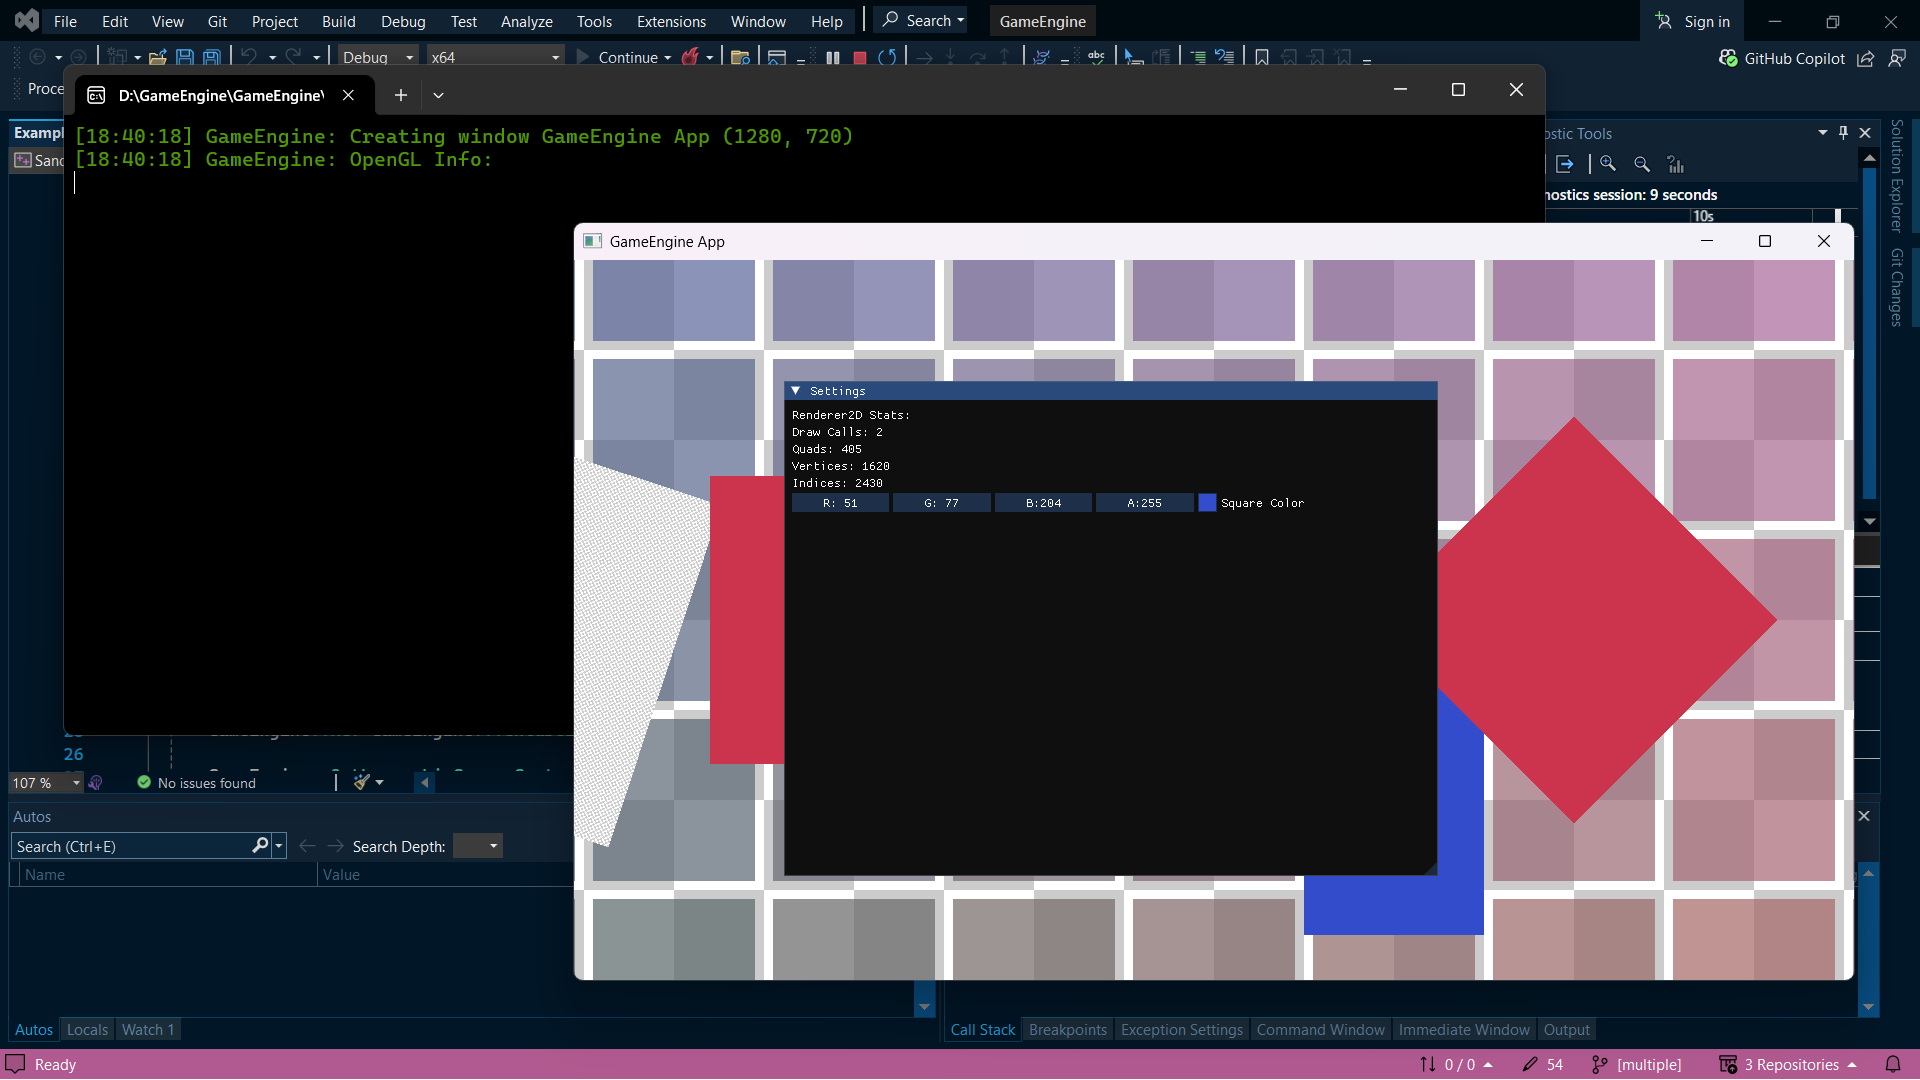 File Edit View Git Project Build Debug Test Analyze Tools Extensions Window Help Search GameEngine Sign in
Debug x64 Continue abc GitHub Copilot
Proce
D:\GameEngine\GameEngine\
[18:40:18] GameEngine: Creating window GameEngine App (1280, 720)
[18:40:18] GameEngine: OpenGL Info:
Exampl
Sand
ostic Tools
nostics session: 9 seconds
10s
Solution Explorer
Git Changes
GameEngine App
Settings
Renderer2D Stats:
Draw Calls: 2
Quads: 405
Vertices: 1620
Indices: 2430
R: 51 G: 77 B:204 A:255 Square Color
26
107 % No issues found
Autos
Search (Ctrl+E) Search Depth:
Name Value
Autos Locals Watch 1
Call Stack Breakpoints Exception Settings Command Window Immediate Window Output
Ready 0 / 0 54 [multiple] 3 Repositories